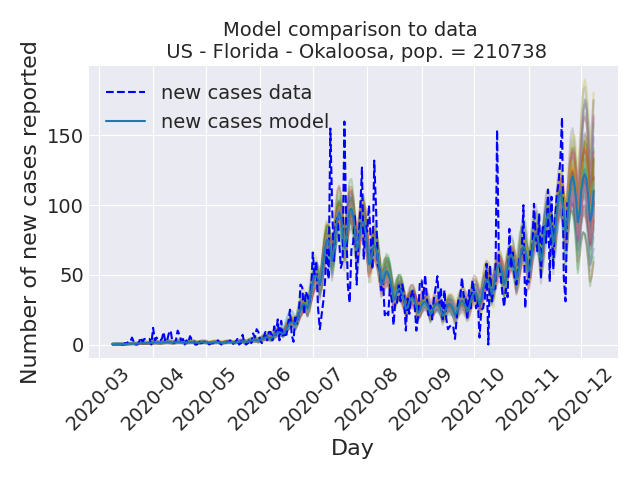 Model comparison to data
US - Florida - Okaloosa, pop. = 210738
Number of new cases reported
new cases data
new cases model
150
100
50
0
2020-03
2020-04
2020-05
2020-06
2020-07
2020-08
2020-09
2020-10
2020-11
2020-12
Day